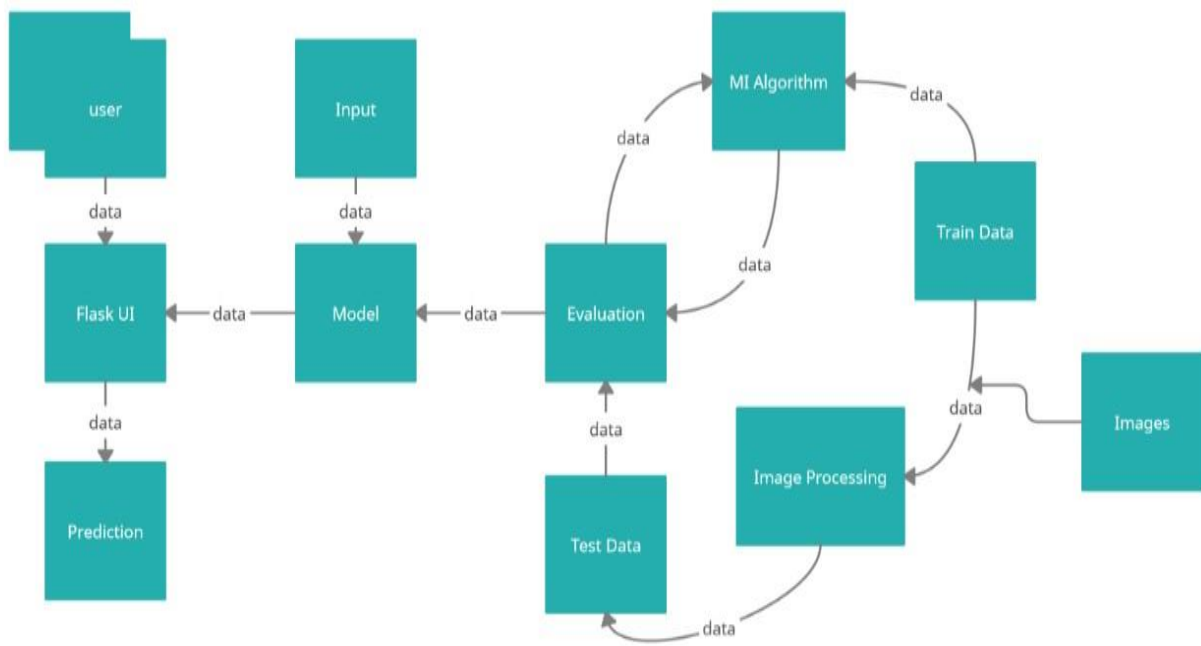 user
Input
MI Algorithm
data
data
Train Data
data
data
data
Flask UI
data
Model
data
Evaluation
data
Images
data
data
data
Image Processing
Prediction
Test Data
data